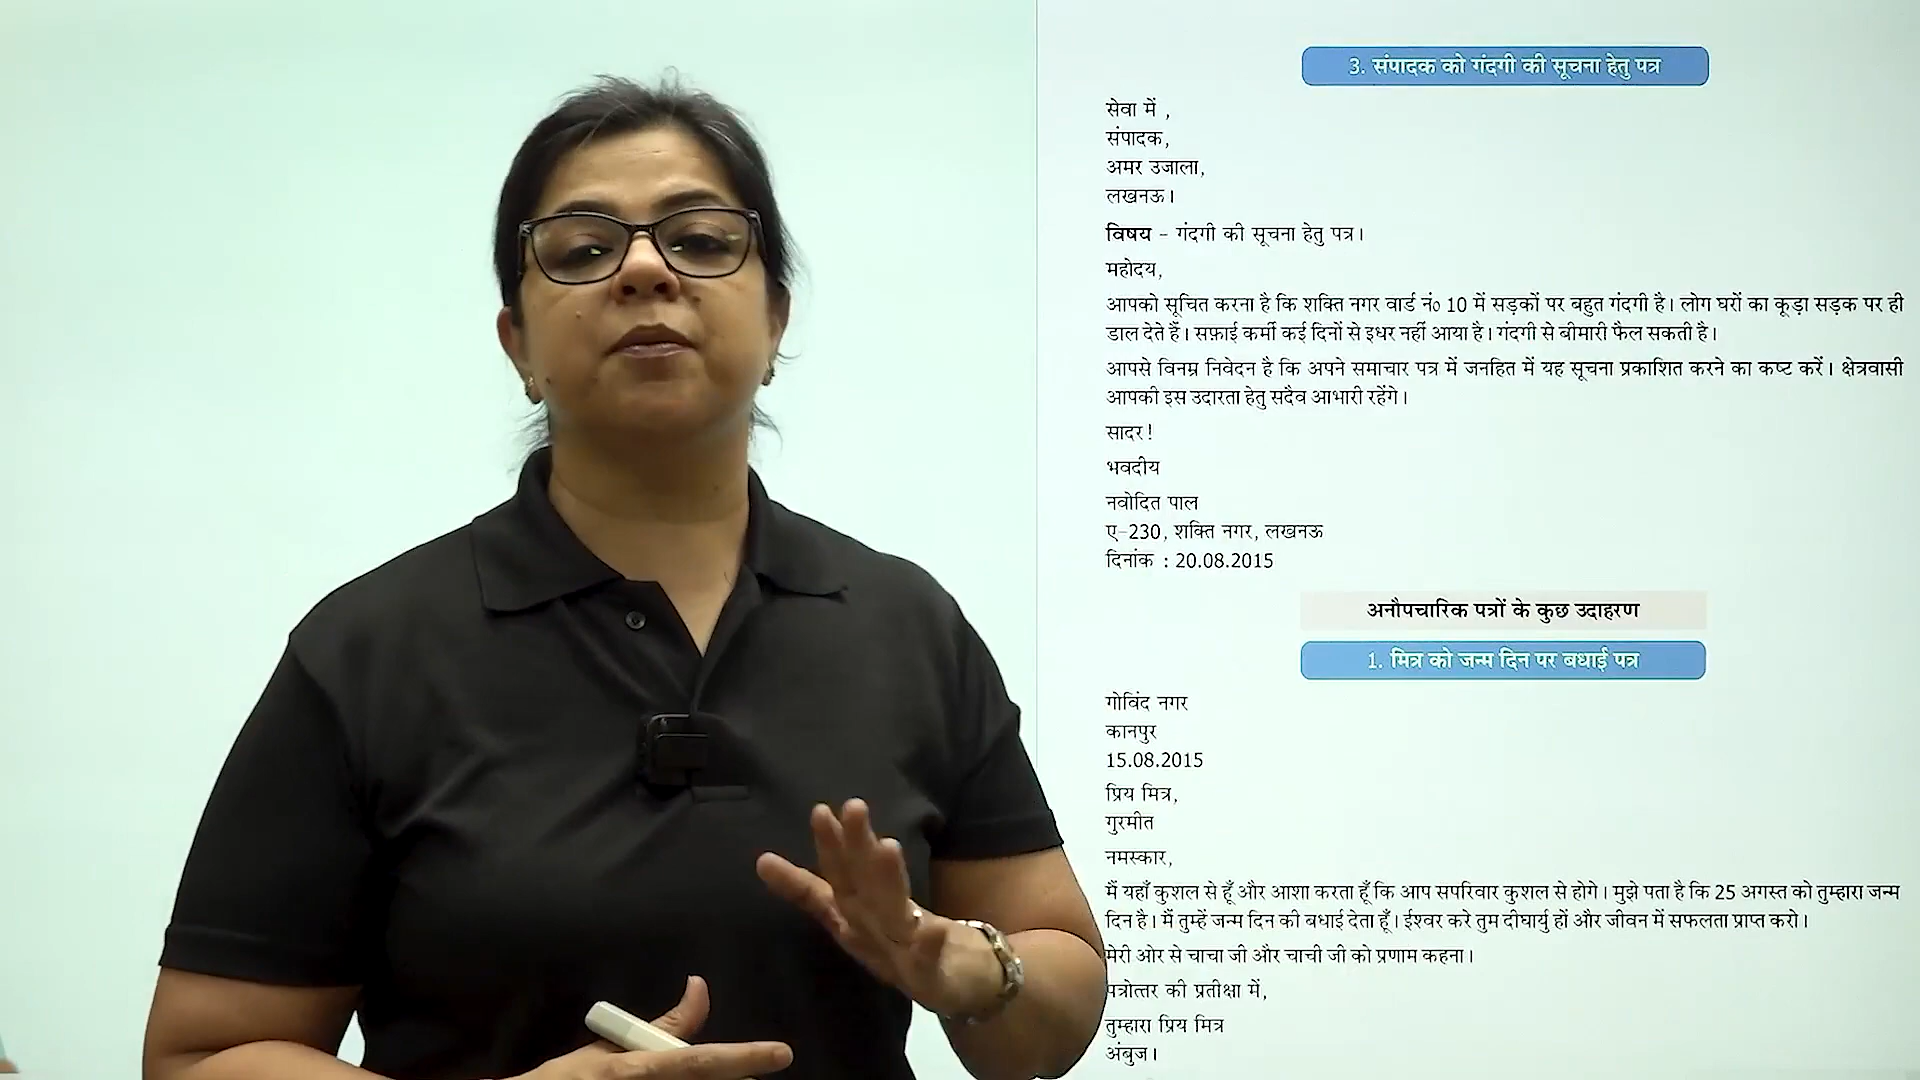 3. संपादक को गंदगी की सूचना हेतु पत्र
सेवा में ,
संपादक,
अमर उजाला,
लखनऊ।
विषय - गंदगी की सूचना हेतु पत्र।
महोदय,
आपको सूचित करना है कि शक्ति नगर वार्ड नं० 10 में सड़कों पर बहुत गंदगी है। लोग घरों का कूड़ा सड़क पर ही
डाल देते हैं। सफ़ाई कर्मी कई दिनों से इधर नहीं आया है। गंदगी से बीमारी फैल सकती है।
आपसे विनम्र निवेदन है कि अपने समाचार पत्र में जनहित में यह सूचना प्रकाशित करने का कष्ट करें। क्षेत्रवासी
आपकी इस उदारता हेतु सदैव आभारी रहेंगे।
सादर!
भवदीय
नवोदित पाल
ए-230, शक्ति नगर, लखनऊ
दिनांक : 20.08.2015
अनौपचारिक पत्रों के कुछ उदाहरण
1. मित्र को जन्म दिन पर बधाई पत्र
गोविंद नगर
कानपुर
15.08.2015
प्रिय मित्र,
गुरमीत
नमस्कार,
मैं यहाँ कुशल से हूँ और आशा करता हूँ कि आप सपरिवार कुशल से होगे। मुझे पता है कि 25 अगस्त को तुम्हारा जन्म
दिन है। मैं तुम्हें जन्म दिन की बधाई देता हूँ। ईश्वर करे तुम दीघार्यु हों और जीवन में सफलता प्राप्त करो।
मेरी ओर से चाचा जी और चाची जी को प्रणाम कहना।
पत्रोत्तर की प्रतीक्षा में,
तुम्हारा प्रिय मित्र
अंबुज।